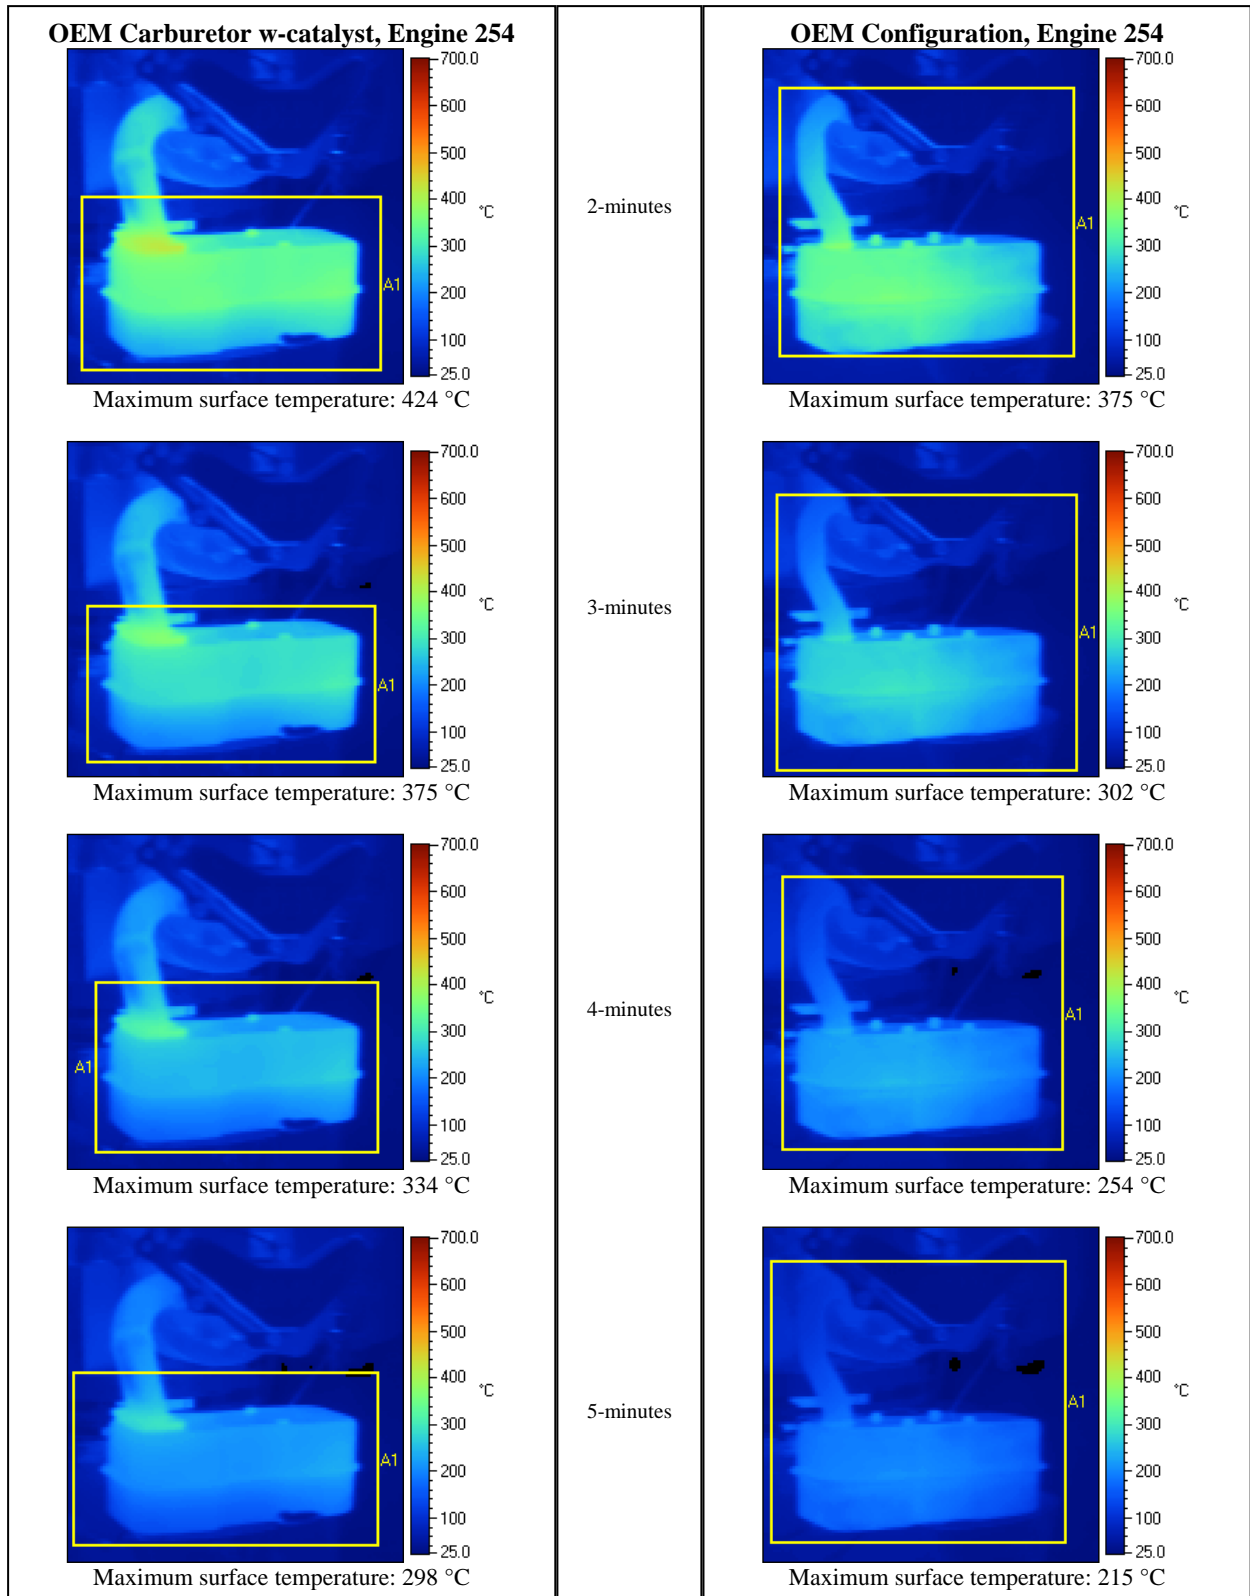 OEM Carburetor w-catalyst, Engine 254
OEM Configuration, Engine 254
700.0
600
500
400
°C
300
200
100
25.0
A1
Maximum surface temperature: 424 °C
2-minutes
700.0
600
500
400
°C
300
200
100
25.0
A1
Maximum surface temperature: 375 °C
700.0
600
500
400
°C
300
200
100
25.0
A1
Maximum surface temperature: 375 °C
3-minutes
700.0
600
500
400
°C
300
200
100
25.0
A1
Maximum surface temperature: 302 °C
700.0
600
500
400
°C
300
200
100
25.0
A1
Maximum surface temperature: 334 °C
4-minutes
700.0
600
500
400
°C
300
200
100
25.0
A1
Maximum surface temperature: 254 °C
700.0
600
500
400
°C
300
200
100
25.0
A1
Maximum surface temperature: 298 °C
5-minutes
700.0
600
500
400
°C
300
200
100
25.0
A1
Maximum surface temperature: 215 °C